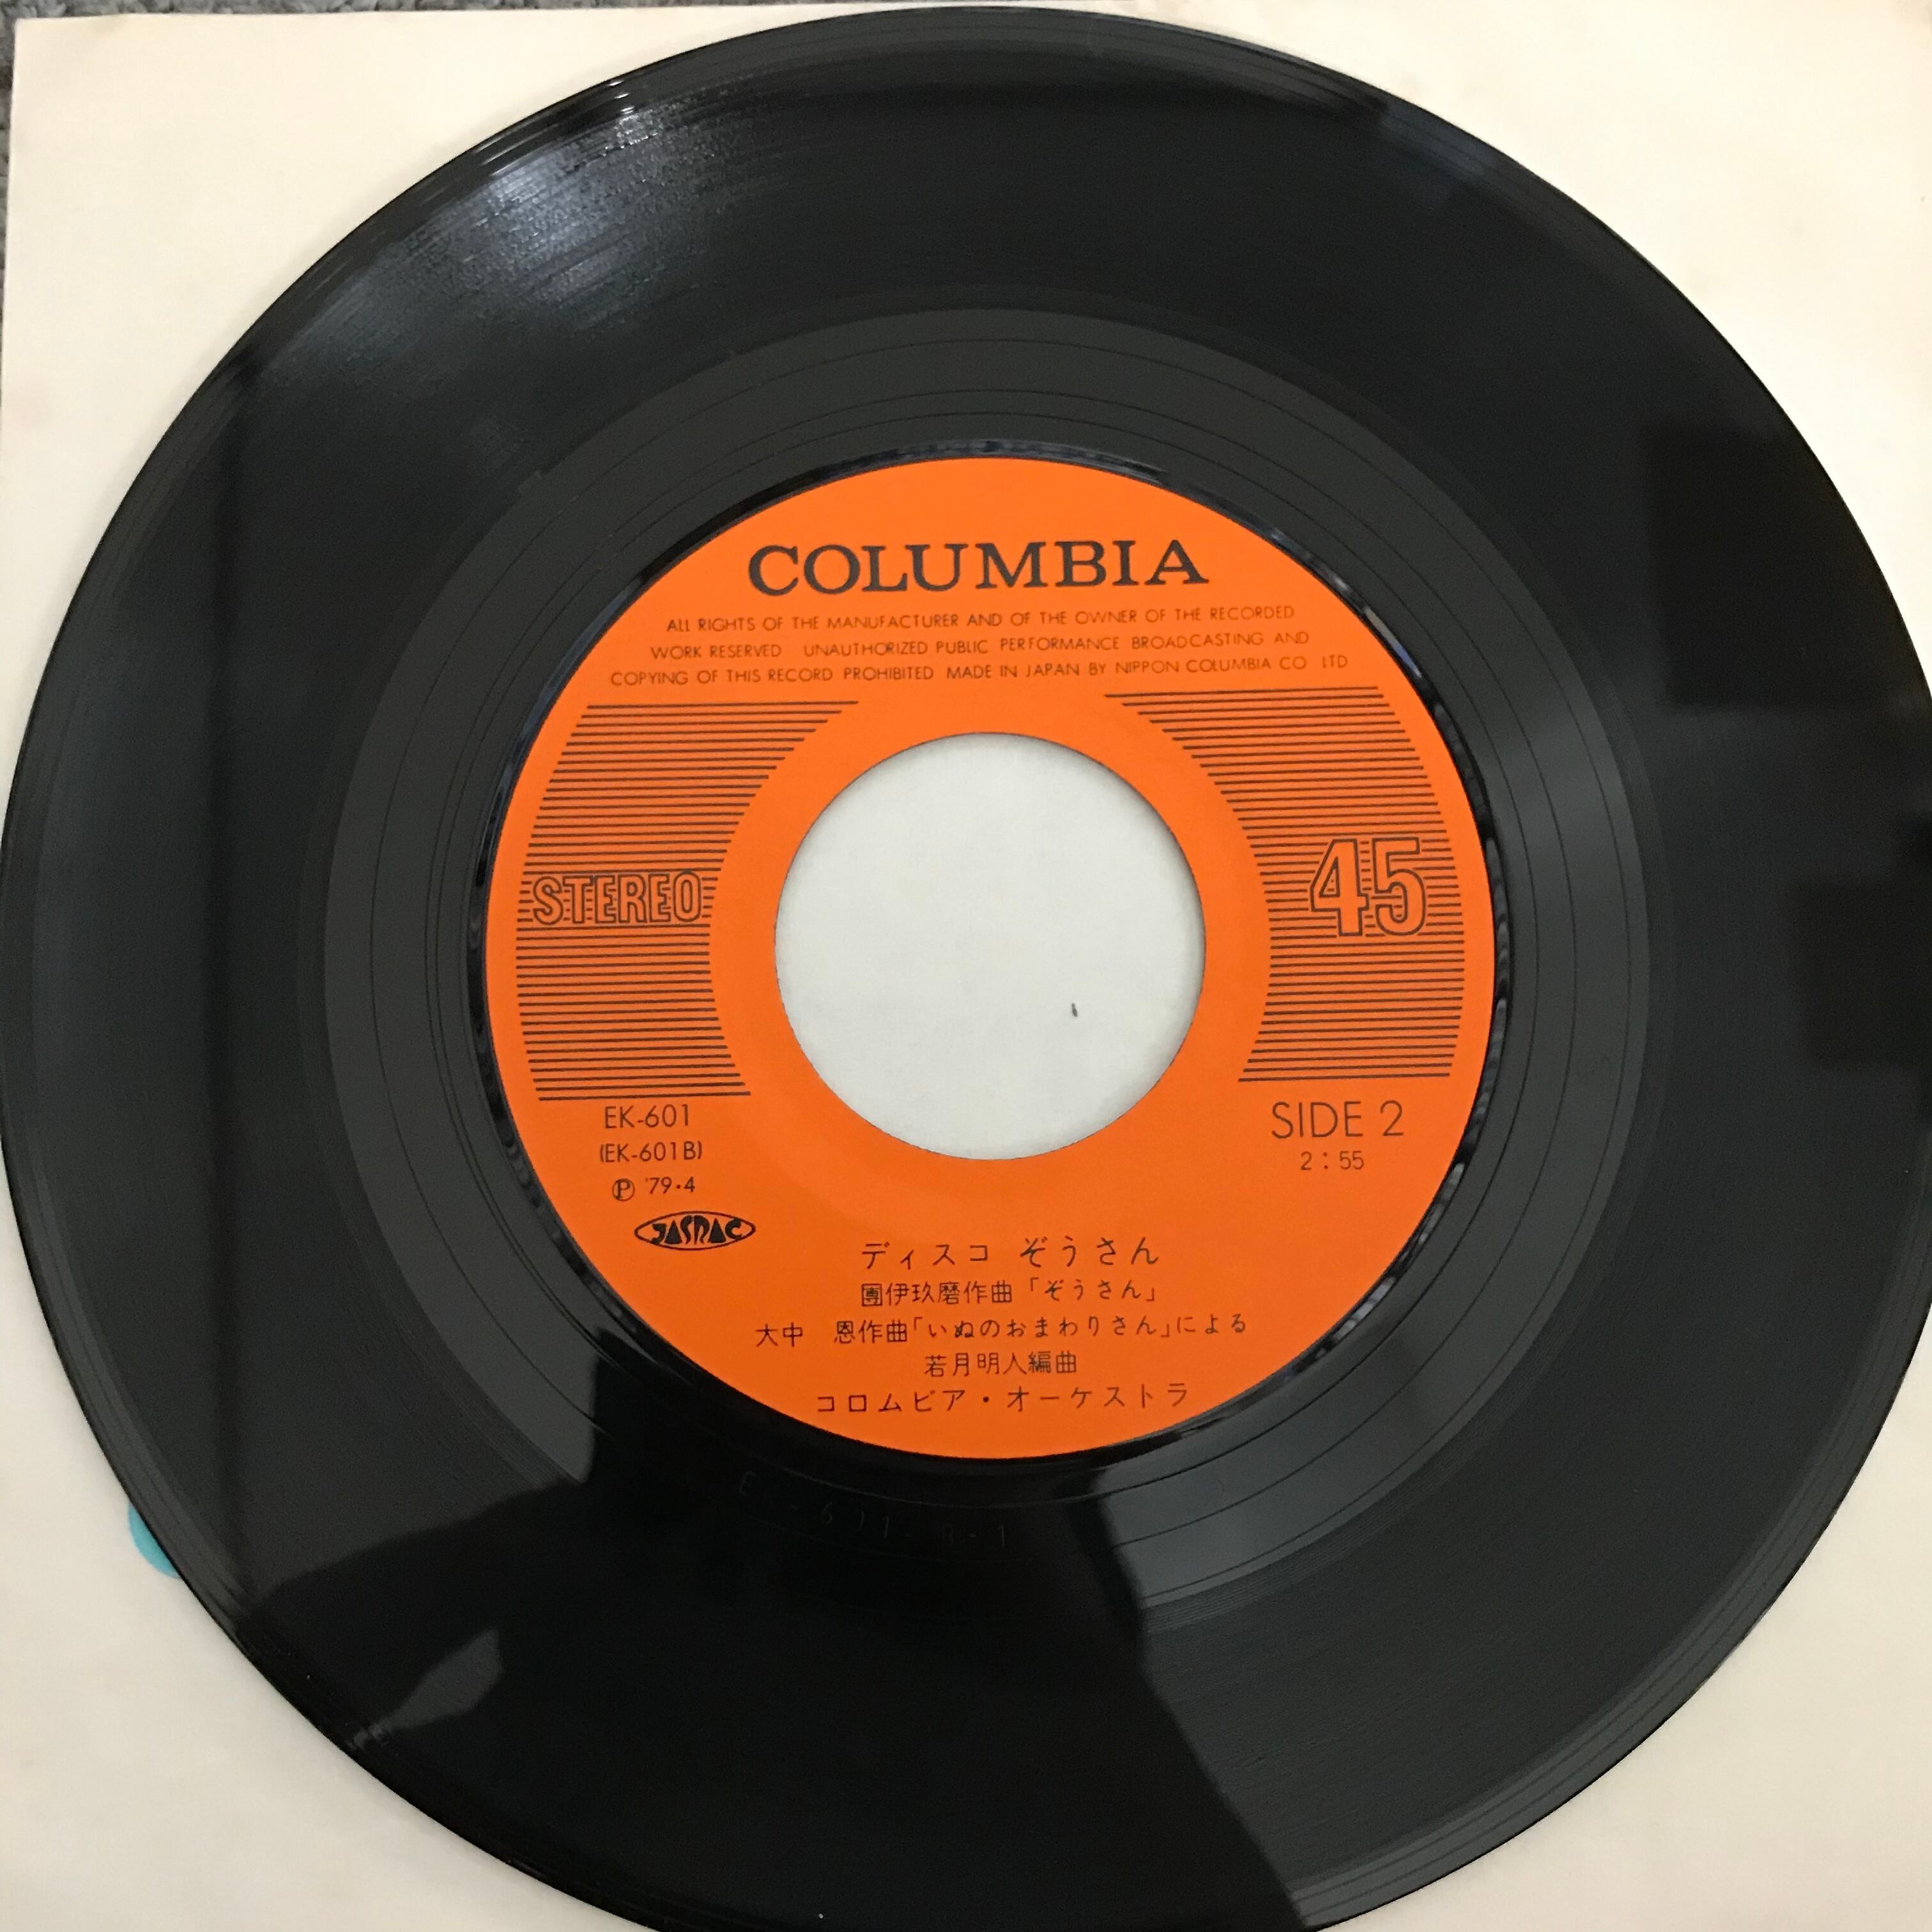 COLUMBIA
ALL RIGHTS OF THE MANUFACTURER AND OF THE OWNER OF THE RECORDED
WORK RESERVED UNAUTHORIZED PUBLIC PERFORMANCE BROADCASTING AND
COPYING OF THIS RECORD PROHIBITED MADE IN JAPAN BY NIPPON COLUMBIA CO LTD
STEREO
45
EK-601
(EK-601B)
Ⓟ '79・4
JASRAC
SIDE 2
2:55
ディスコ ぞうさん
團伊玖磨作曲「ぞうさん」
大中 恩作曲「いぬのおまわりさん」による
若月明人編曲
コロムビア・オーケストラ